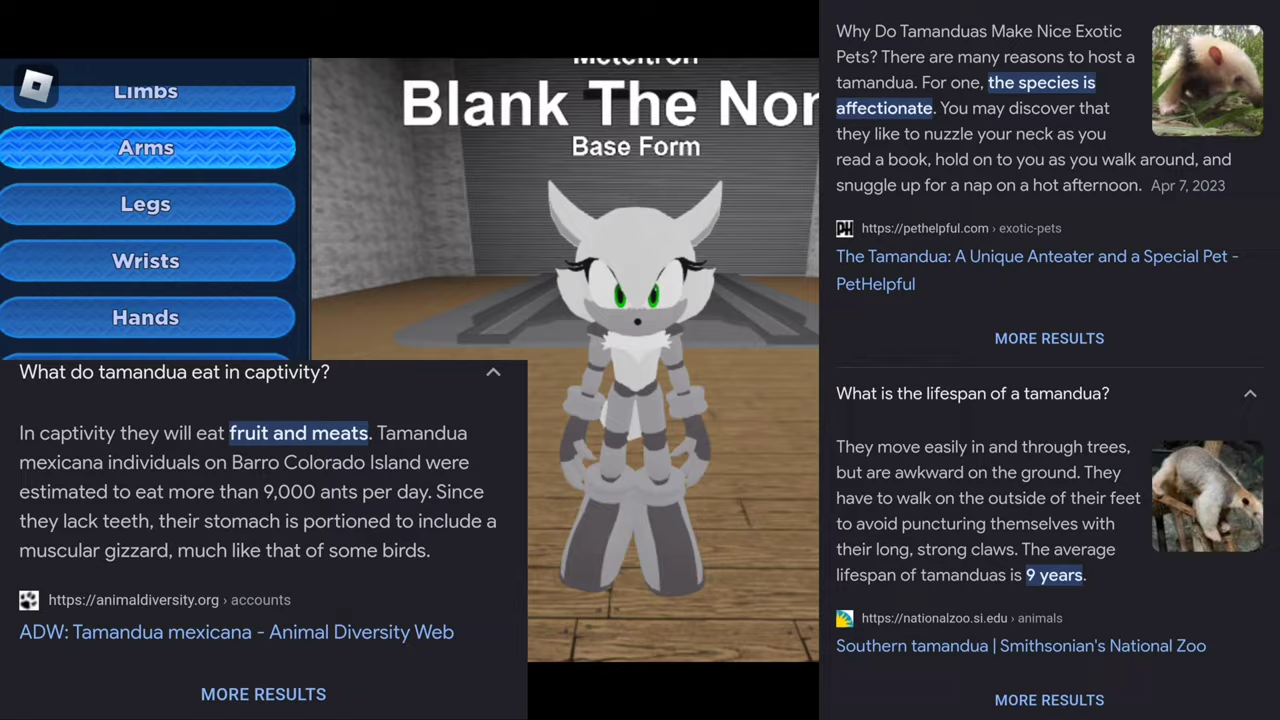 Limbs
Arms
Legs
Wrists
Hands
Blank The Nor
Base Form
What do tamandua eat in captivity?
In captivity they will eat fruit and meats. Tamandua
mexicana individuals on Barro Colorado Island were
estimated to eat more than 9,000 ants per day. Since
they lack teeth, their stomach is portioned to include a
muscular gizzard, much like that of some birds.
https://animaldiversity.org › accounts
ADW: Tamandua mexicana - Animal Diversity Web
MORE RESULTS
Why Do Tamanduas Make Nice Exotic
Pets? There are many reasons to host a
tamandua. For one, the species is
affectionate. You may discover that
they like to nuzzle your neck as you
read a book, hold on to you as you walk around, and
snuggle up for a nap on a hot afternoon. Apr 7, 2023
PH
https://pethelpful.com › exotic-pets
The Tamandua: A Unique Anteater and a Special Pet -
PetHelpful
MORE RESULTS
What is the lifespan of a tamandua?
They move easily in and through trees,
but are awkward on the ground. They
have to walk on the outside of their feet
to avoid puncturing themselves with
their long, strong claws. The average
lifespan of tamanduas is 9 years.
https://nationalzoo.si.edu › animals
Southern tamandua | Smithsonian's National Zoo
MORE RESULTS